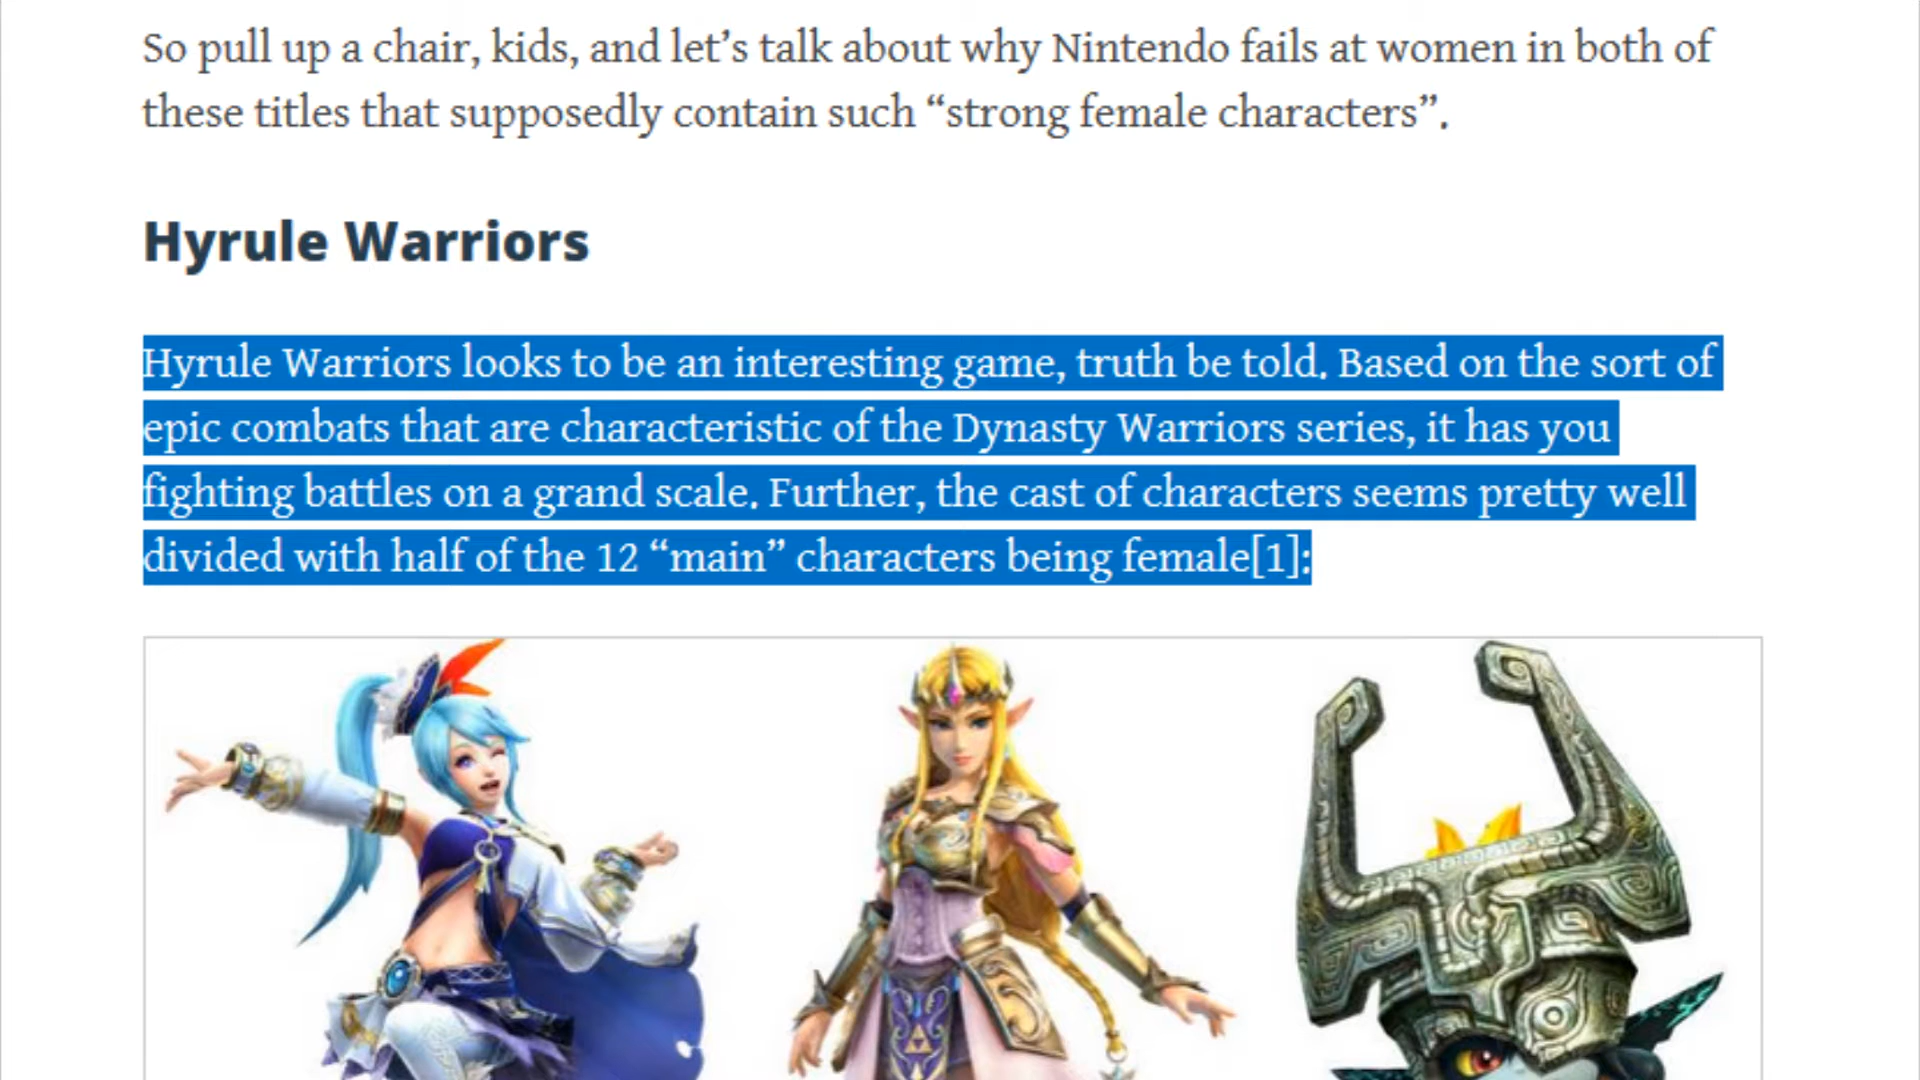 So pull up a chair, kids, and let’s talk about why Nintendo fails at women in both of
these titles that supposedly contain such “strong female characters”.
Hyrule Warriors
Hyrule Warriors looks to be an interesting game, truth be told. Based on the sort of
epic combats that are characteristic of the Dynasty Warriors series, it has you
fighting battles on a grand scale. Further, the cast of characters seems pretty well
divided with half of the 12 “main” characters being female[1]: